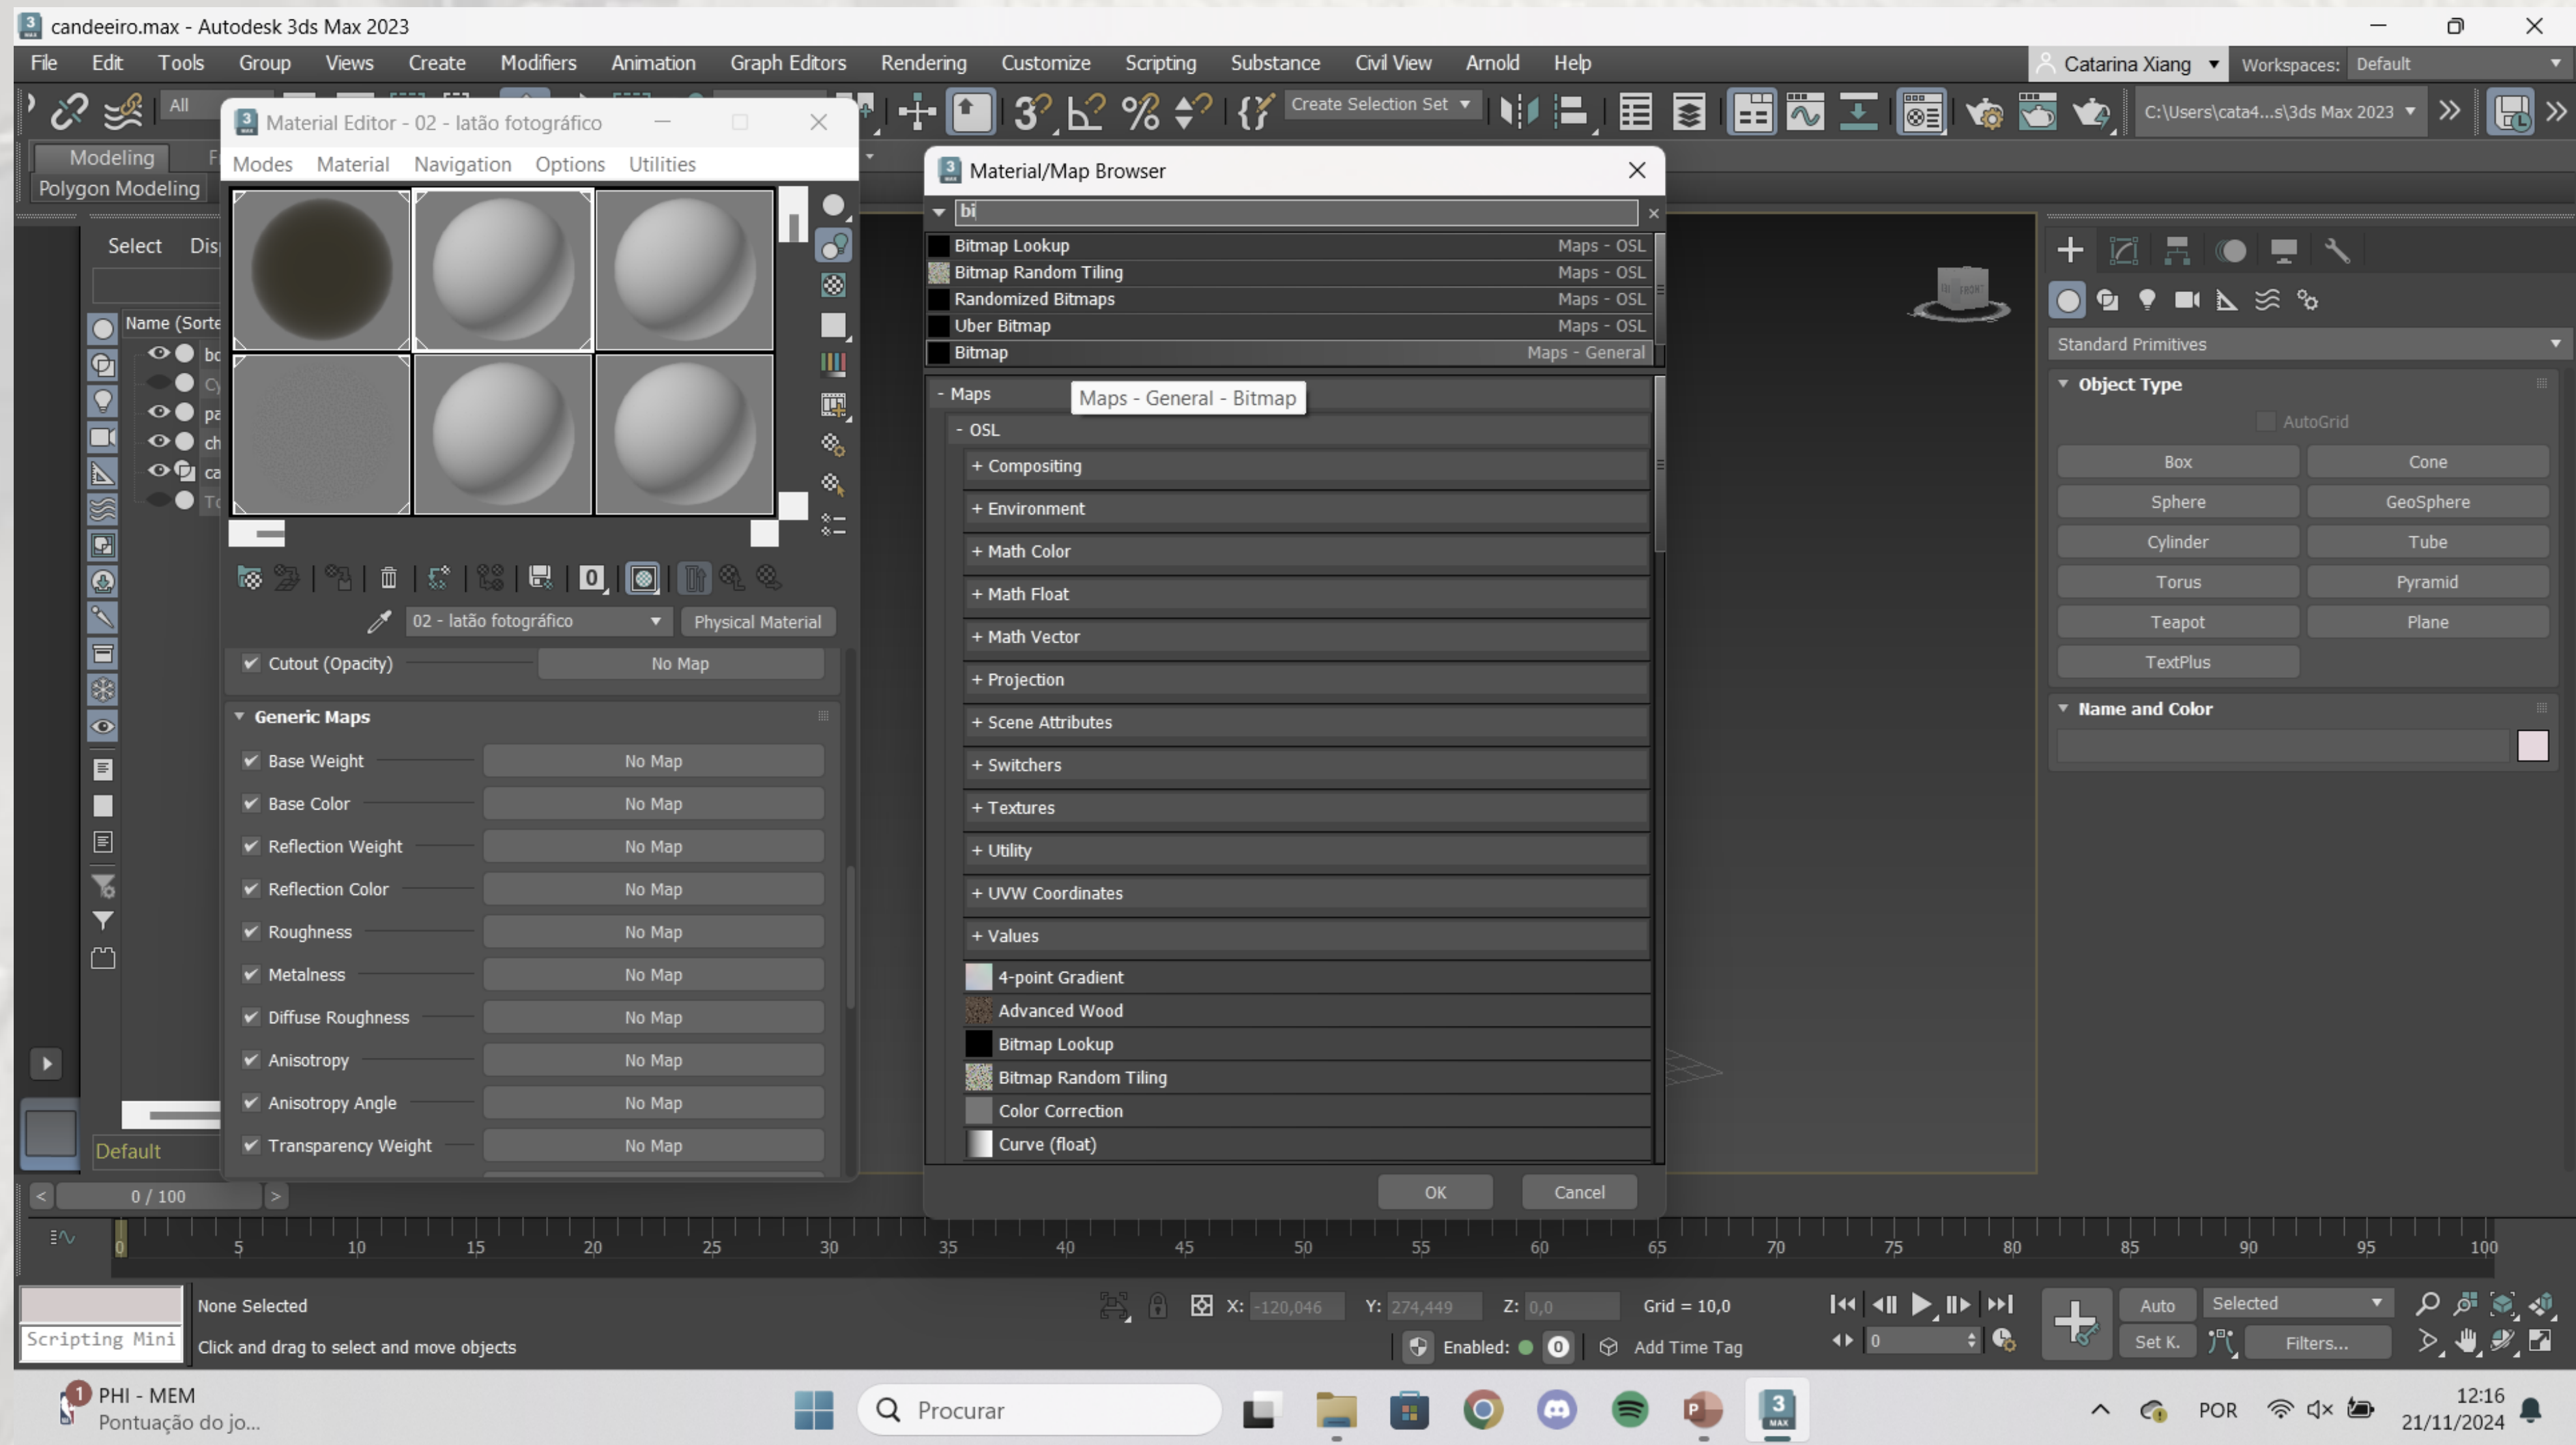 candeeiro.max - Autodesk 3ds Max 2023
File Edit Tools Group Views Create Modifiers Animation Graph Editors Rendering Customize Scripting Substance Civil View Arnold Help
Catarina Xiang Workspaces: Default
All
Create Selection Set
C:\Users\cata4...s\3ds Max 2023
Modeling
Polygon Modeling
Select
Name (Sorte
Default
Material Editor - 02 - latão fotográfico
Modes Material Navigation Options Utilities
02 - latão fotográfico
Physical Material
Cutout (Opacity) No Map
Generic Maps
Base Weight No Map
Base Color No Map
Reflection Weight No Map
Reflection Color No Map
Roughness No Map
Metalness No Map
Diffuse Roughness No Map
Anisotropy No Map
Anisotropy Angle No Map
Transparency Weight No Map
Material/Map Browser
bi
Bitmap Lookup Maps - OSL
Bitmap Random Tiling Maps - OSL
Randomized Bitmaps Maps - OSL
Uber Bitmap Maps - OSL
Bitmap Maps - General
- Maps
Maps - General - Bitmap
- OSL
+ Compositing
+ Environment
+ Math Color
+ Math Float
+ Math Vector
+ Projection
+ Scene Attributes
+ Switchers
+ Textures
+ Utility
+ UVW Coordinates
+ Values
4-point Gradient
Advanced Wood
Bitmap Lookup
Bitmap Random Tiling
Color Correction
Curve (float)
OK Cancel
FRONT
Standard Primitives
Object Type
AutoGrid
Box Cone
Sphere GeoSphere
Cylinder Tube
Torus Pyramid
Teapot Plane
TextPlus
Name and Color
< 0 / 100 >
0 5 10 15 20 25 30 35 40 45 50 55 60 65 70 75 80 85 90 95 100
None Selected
X: -120,046 Y: 274,449 Z: 0,0 Grid = 10,0
Auto Selected
Scripting Mini
Click and drag to select and move objects
Enabled: 0 Add Time Tag
0
Set K. Filters...
1 PHI - MEM
Pontuação do jo...
Procurar
POR
12:16
21/11/2024